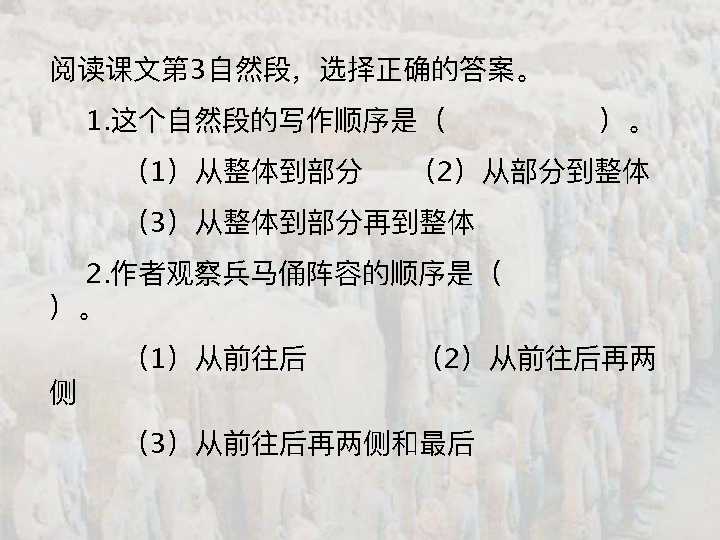 阅读课文第3自然段，选择正确的答案。
1.这个自然段的写作顺序是（ ）。
（1）从整体到部分 （2）从部分到整体
（3）从整体到部分再到整体
2.作者观察兵马俑阵容的顺序是（
）。
（1）从前往后 （2）从前往后再两
侧
（3）从前往后再两侧和最后